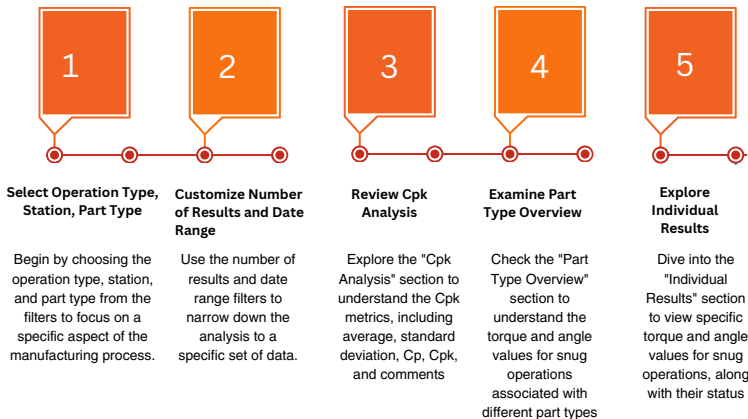 1
2
3
4
5
Select Operation Type,
Station, Part Type
Begin by choosing the
operation type, station,
and part type from the
filters to focus on a
specific aspect of the
manufacturing process.
Customize Number
of Results and Date
Range
Use the number of
results and date
range filters to
narrow down the
analysis to a
specific set of data.
Review Cpk
Analysis
Explore the "Cpk
Analysis" section to
understand the Cpk
metrics, including
average, standard
deviation, Cp, Cpk,
and comments
Examine Part
Type Overview
Check the "Part
Type Overview"
section to
understand the
torque and angle
values for snug
operations
associated with
different part types
Explore
Individual
Results
Dive into the
"Individual
Results" section
to view specific
torque and angle
values for snug
operations, along
with their status